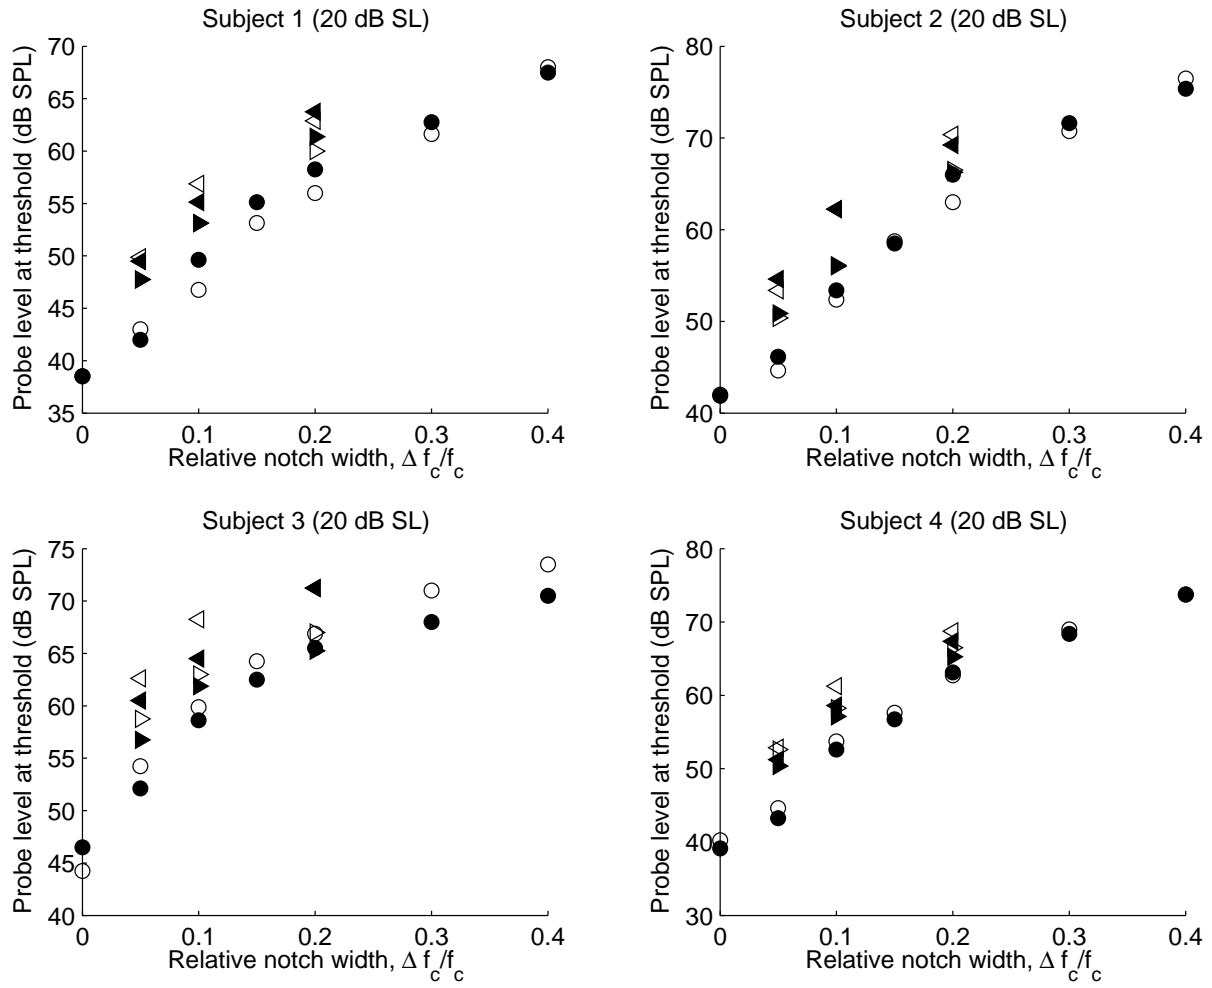 Subject 1 (20 dB SL)
Probe level at threshold (dB SPL)
70
65
60
55
50
45
40
35
0 0.1 0.2 0.3 0.4
Relative notch width, Δ f_c/f_c
Subject 2 (20 dB SL)
Probe level at threshold (dB SPL)
80
70
60
50
40
0 0.1 0.2 0.3 0.4
Relative notch width, Δ f_c/f_c
Subject 3 (20 dB SL)
Probe level at threshold (dB SPL)
75
70
65
60
55
50
45
40
0 0.1 0.2 0.3 0.4
Relative notch width, Δ f_c/f_c
Subject 4 (20 dB SL)
Probe level at threshold (dB SPL)
80
70
60
50
40
30
0 0.1 0.2 0.3 0.4
Relative notch width, Δ f_c/f_c